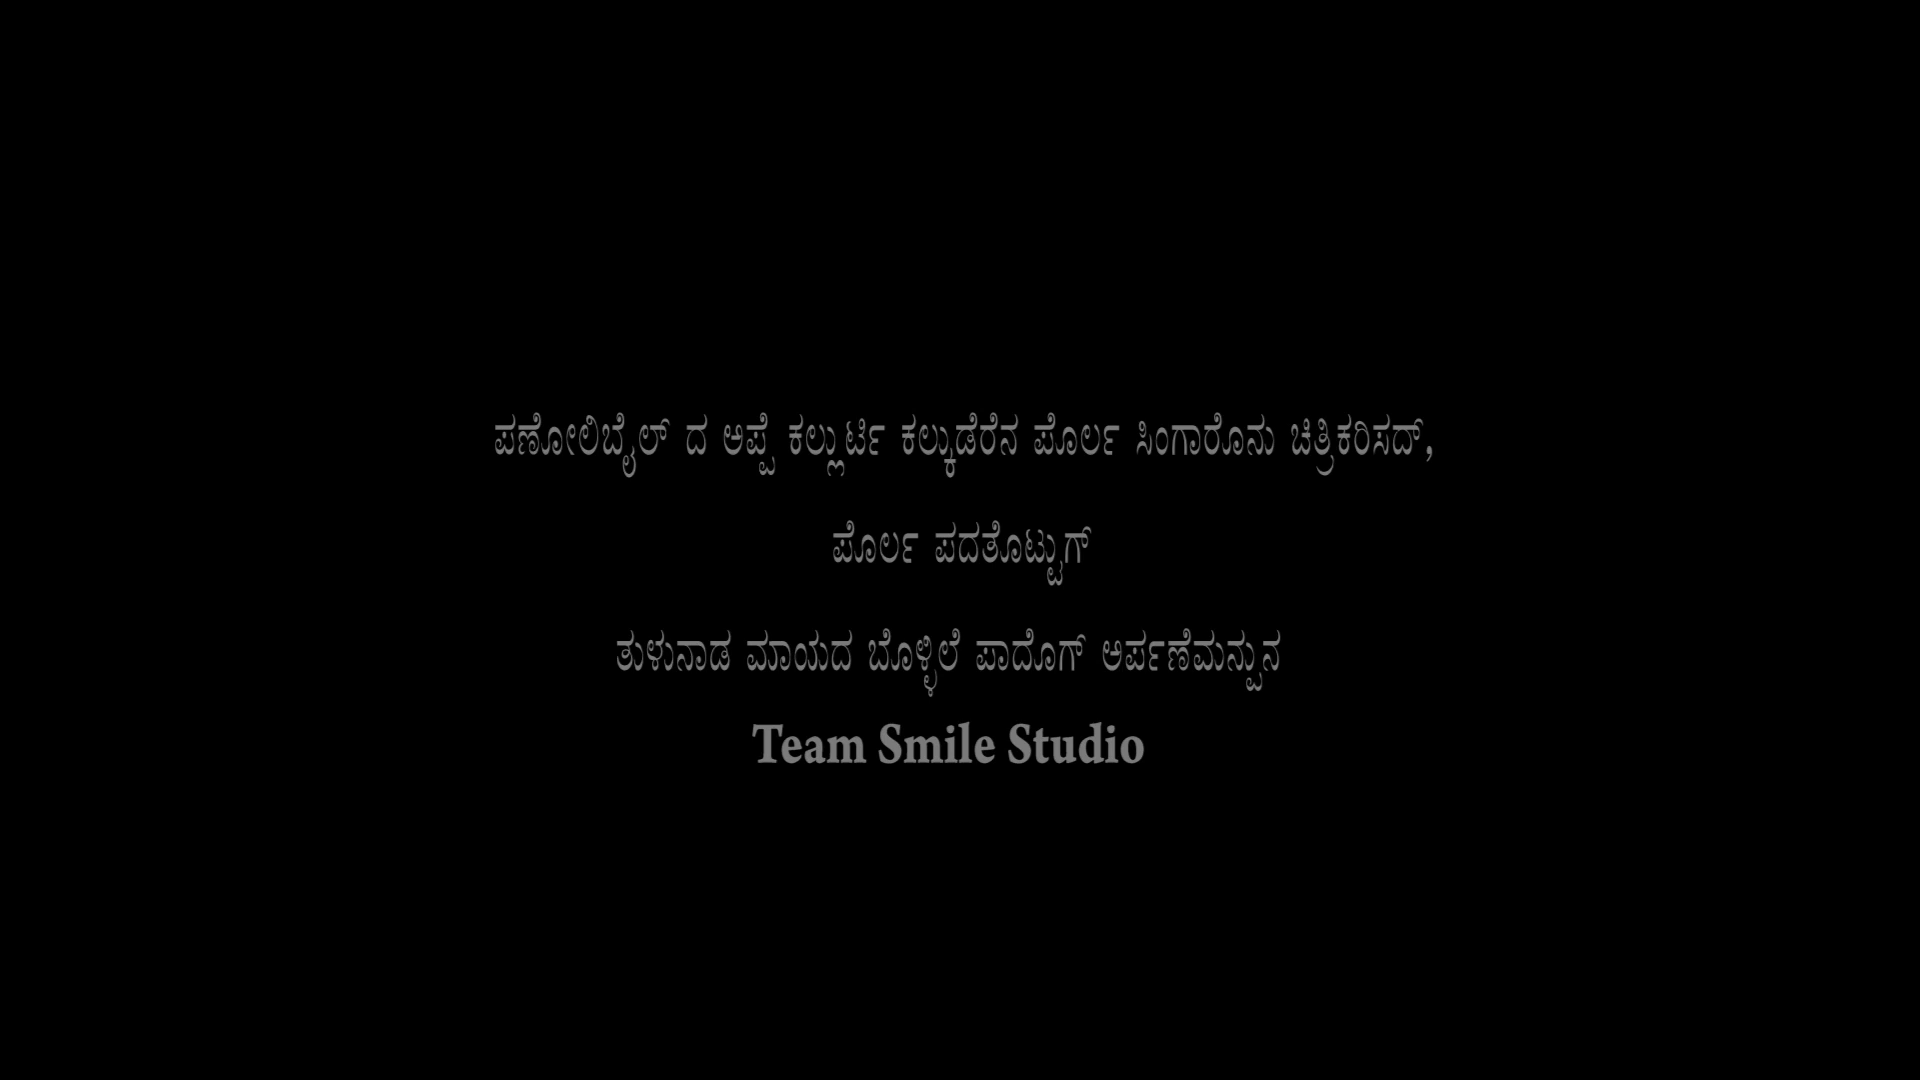 ಪಣೋಲಿಬೈಲ್ ದ ಅಪ್ಪೆ ಕಲ್ಲುರ್ಟಿ ಕಲ್ಕುಡೆರೆನ ಪೊರ್ಲ ಸಿಂಗಾರೊನು ಚಿತ್ರಿಕರಿಸದ್,
ಪೊರ್ಲ ಪದತೊಟ್ಟುಗ್
ತುಳುನಾಡ ಮಾಯದ ಬೊಳ್ಳಿಲೆ ಪಾದೊಗ್ ಅರ್ಪಣೆಮನ್ಪುನ
Team Smile Studio